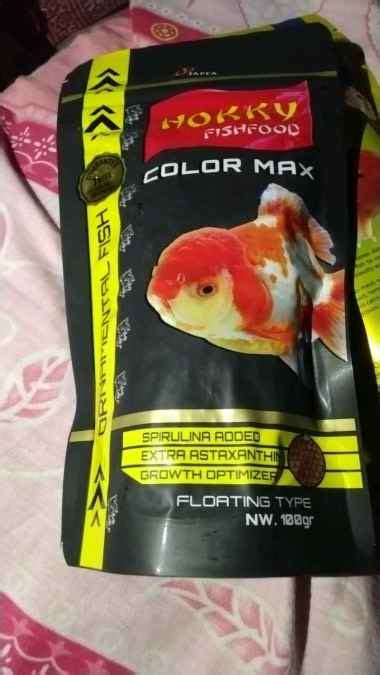 HOKKY
FISHFOOD
COLOR MAX
ORNAMENTAL FISH
SPIRULINA ADDED
EXTRA ASTAXANTHIN
GROWTH OPTIMIZER
FLOATING TYPE
NW. 100gr